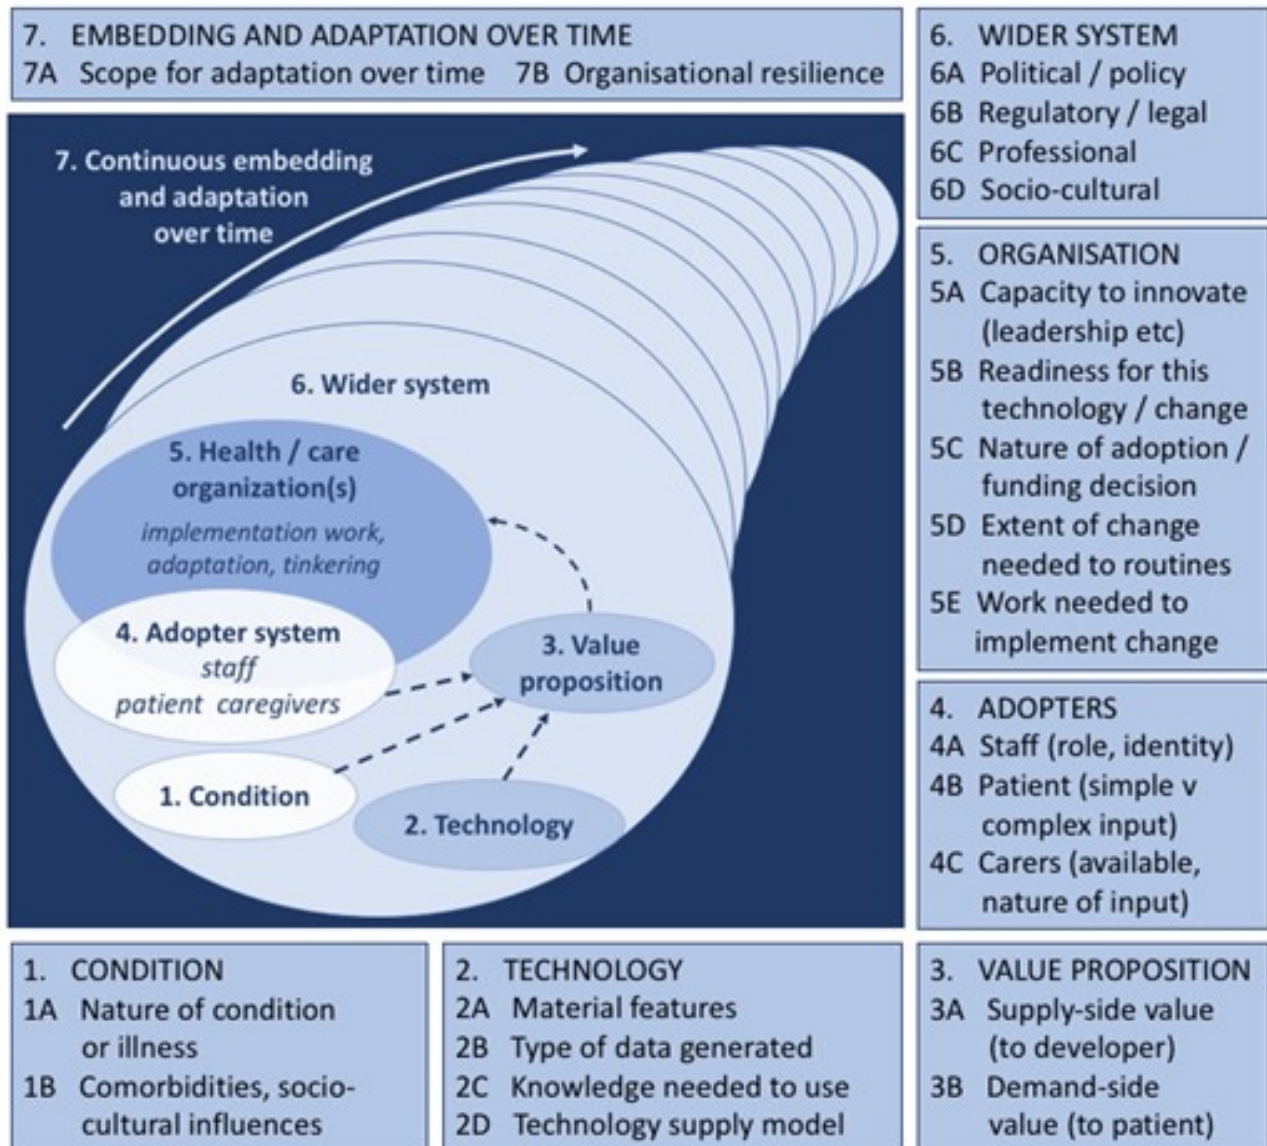 7. EMBEDDING AND ADAPTATION OVER TIME
7A Scope for adaptation over time 7B Organisational resilience
6. WIDER SYSTEM
6A Political / policy
6B Regulatory / legal
6C Professional
6D Socio-cultural
7. Continuous embedding
and adaptation
over time
6. Wider system
5. Health / care
organization(s)
implementation work,
adaptation, tinkering
4. Adopter system
staff
patient caregivers
3. Value
proposition
1. Condition
2. Technology
5. ORGANISATION
5A Capacity to innovate
(leadership etc)
5B Readiness for this
technology / change
5C Nature of adoption /
funding decision
5D Extent of change
needed to routines
5E Work needed to
implement change
4. ADOPTERS
4A Staff (role, identity)
4B Patient (simple v
complex input)
4C Carers (available,
nature of input)
1. CONDITION
1A Nature of condition
or illness
1B Comorbidities, socio-
cultural influences
2. TECHNOLOGY
2A Material features
2B Type of data generated
2C Knowledge needed to use
2D Technology supply model
3. VALUE PROPOSITION
3A Supply-side value
(to developer)
3B Demand-side
value (to patient)